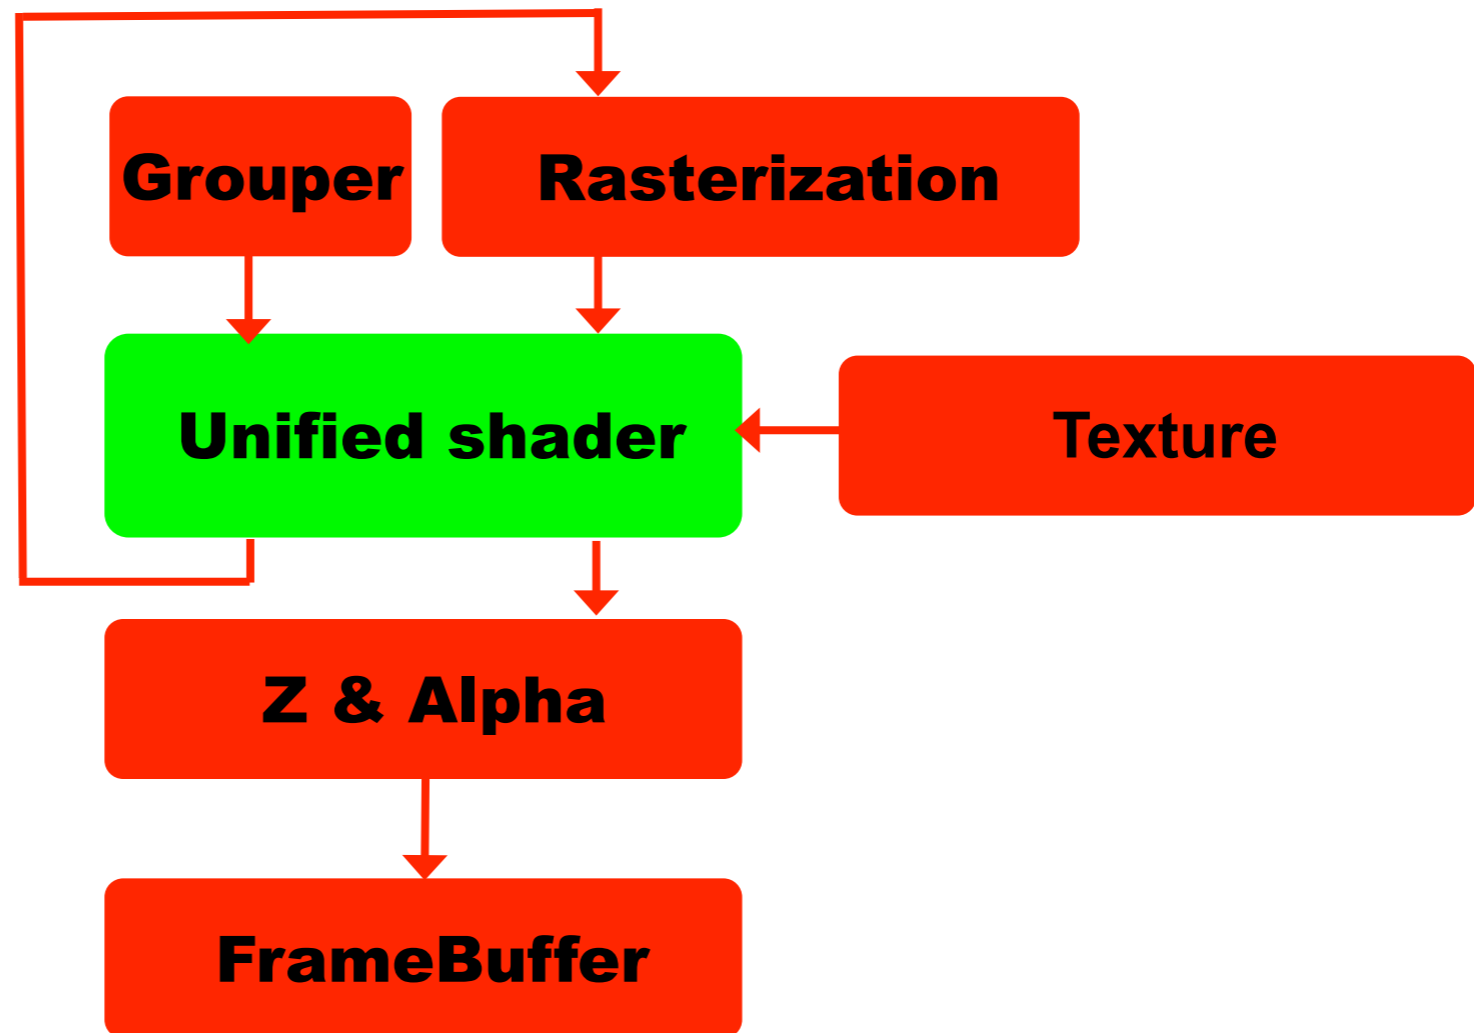 Grouper
Rasterization
Unified shader
Texture
Z & Alpha
FrameBuffer